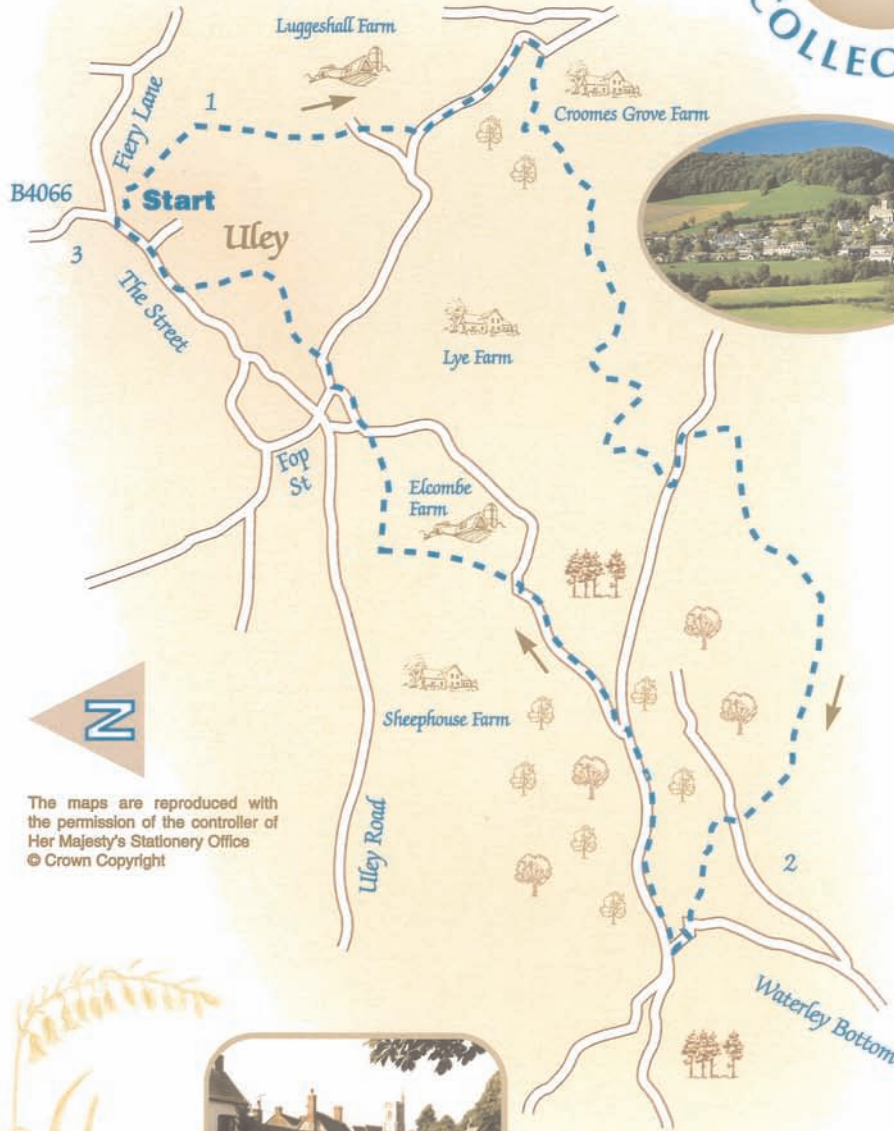 COLLEC
Luggeshall Farm
Croomes Grove Farm
Fiery Lane
1
B4066
Start
Uley
3
The Street
Lye Farm
Fop
St
Elcombe
Farm
N
Sheephouse Farm
The maps are reproduced with
the permission of the controller of
Her Majesty's Stationery Office
© Crown Copyright
Uley Road
2
Waterley Bottom